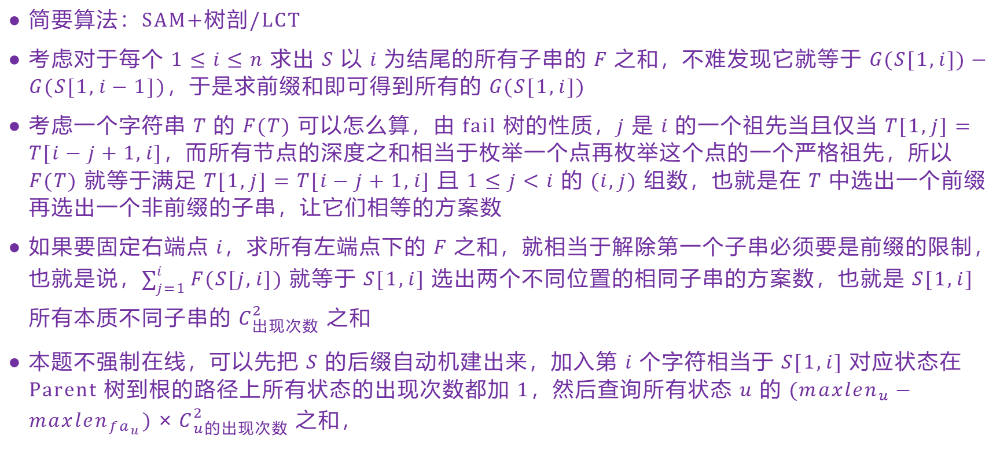 ● 简要算法：SAM+树剖/LCT
● 考虑对于每个 1 ≤ i ≤ n 求出 S 以 i 为结尾的所有子串的 F 之和，不难发现它就等于 G(S[1, i]) −
G(S[1, i − 1])，于是求前缀和即可得到所有的 G(S[1, i])
● 考虑一个字符串 T 的 F(T) 可以怎么算，由 fail 树的性质，j 是 i 的一个祖先当且仅当 T[1, j] =
T[i − j + 1, i]，而所有节点的深度之和相当于枚举一个点再枚举这个点的一个严格祖先，所以
F(T) 就等于满足 T[1, j] = T[i − j + 1, i] 且 1 ≤ j < i 的 (i, j) 组数，也就是在 T 中选出一个前缀
再选出一个非前缀的子串，让它们相等的方案数
● 如果要固定右端点 i，求所有左端点下的 F 之和，就相当于解除第一个子串必须要是前缀的限制，
也就是说，∑_{j=1}^{i} F(S[j, i]) 就等于 S[1, i] 选出两个不同位置的相同子串的方案数，也就是 S[1, i]
所有本质不同子串的 C_{出现次数}^{2} 之和
● 本题不强制在线，可以先把 S 的后缀自动机建出来，加入第 i 个字符相当于 S[1, i] 对应状态在
Parent 树到根的路径上所有状态的出现次数都加 1，然后查询所有状态 u 的 (maxlen_{u} −
maxlen_{fa_{u}}) × C_{u的出现次数}^{2} 之和，